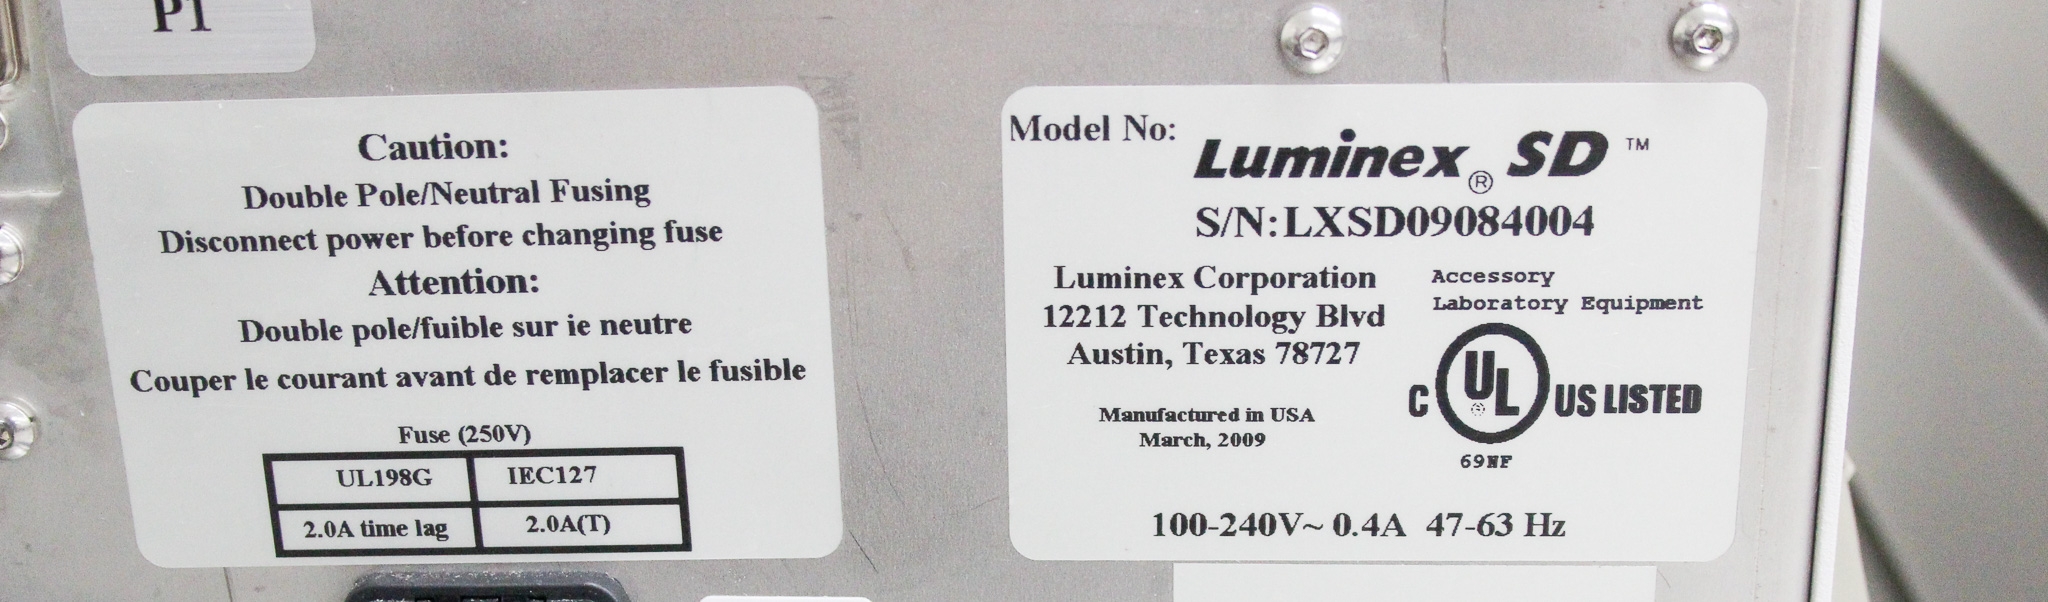 P1
Caution:
Double Pole/Neutral Fusing
Disconnect power before changing fuse
Attention:
Double pole/fuible sur ie neutre
Couper le courant avant de remplacer le fusible
Fuse (250V)
UL198G IEC127
2.0A time lag 2.0A(T)
Model No: Luminex® SD™
S/N:LXSD09084004
Luminex Corporation
12212 Technology Blvd
Austin, Texas 78727
Manufactured in USA
March, 2009
Accessory
Laboratory Equipment
C UL US LISTED
69NF
100-240V~ 0.4A 47-63 Hz